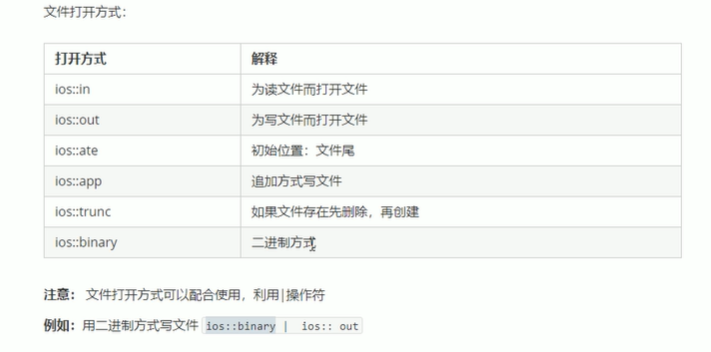 文件打开方式：
打开方式 解释
ios::in 为读文件而打开文件
ios::out 为写文件而打开文件
ios::ate 初始位置：文件尾
ios::app 追加方式写文件
ios::trunc 如果文件存在先删除，再创建
ios::binary 二进制方式
注意： 文件打开方式可以配合使用，利用|操作符
例如：用二进制方式写文件 ios::binary | ios:: out